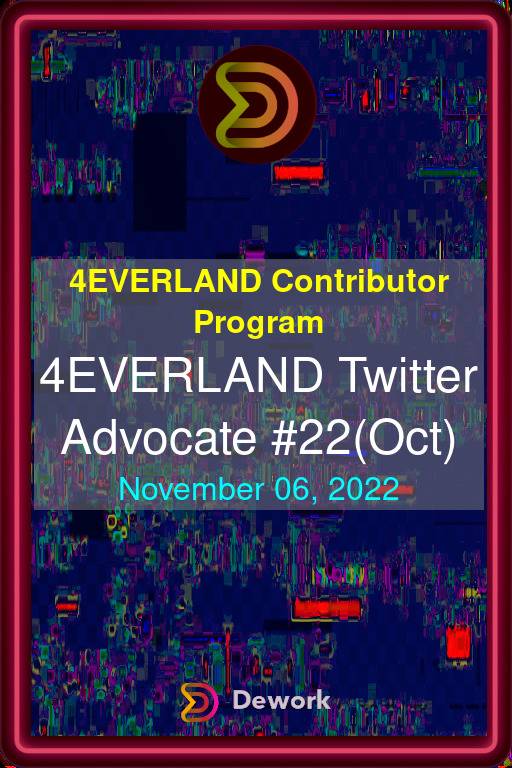 4EVERLAND Contributor
Program
4EVERLAND Twitter
Advocate #22(Oct)
November 06, 2022
Dework